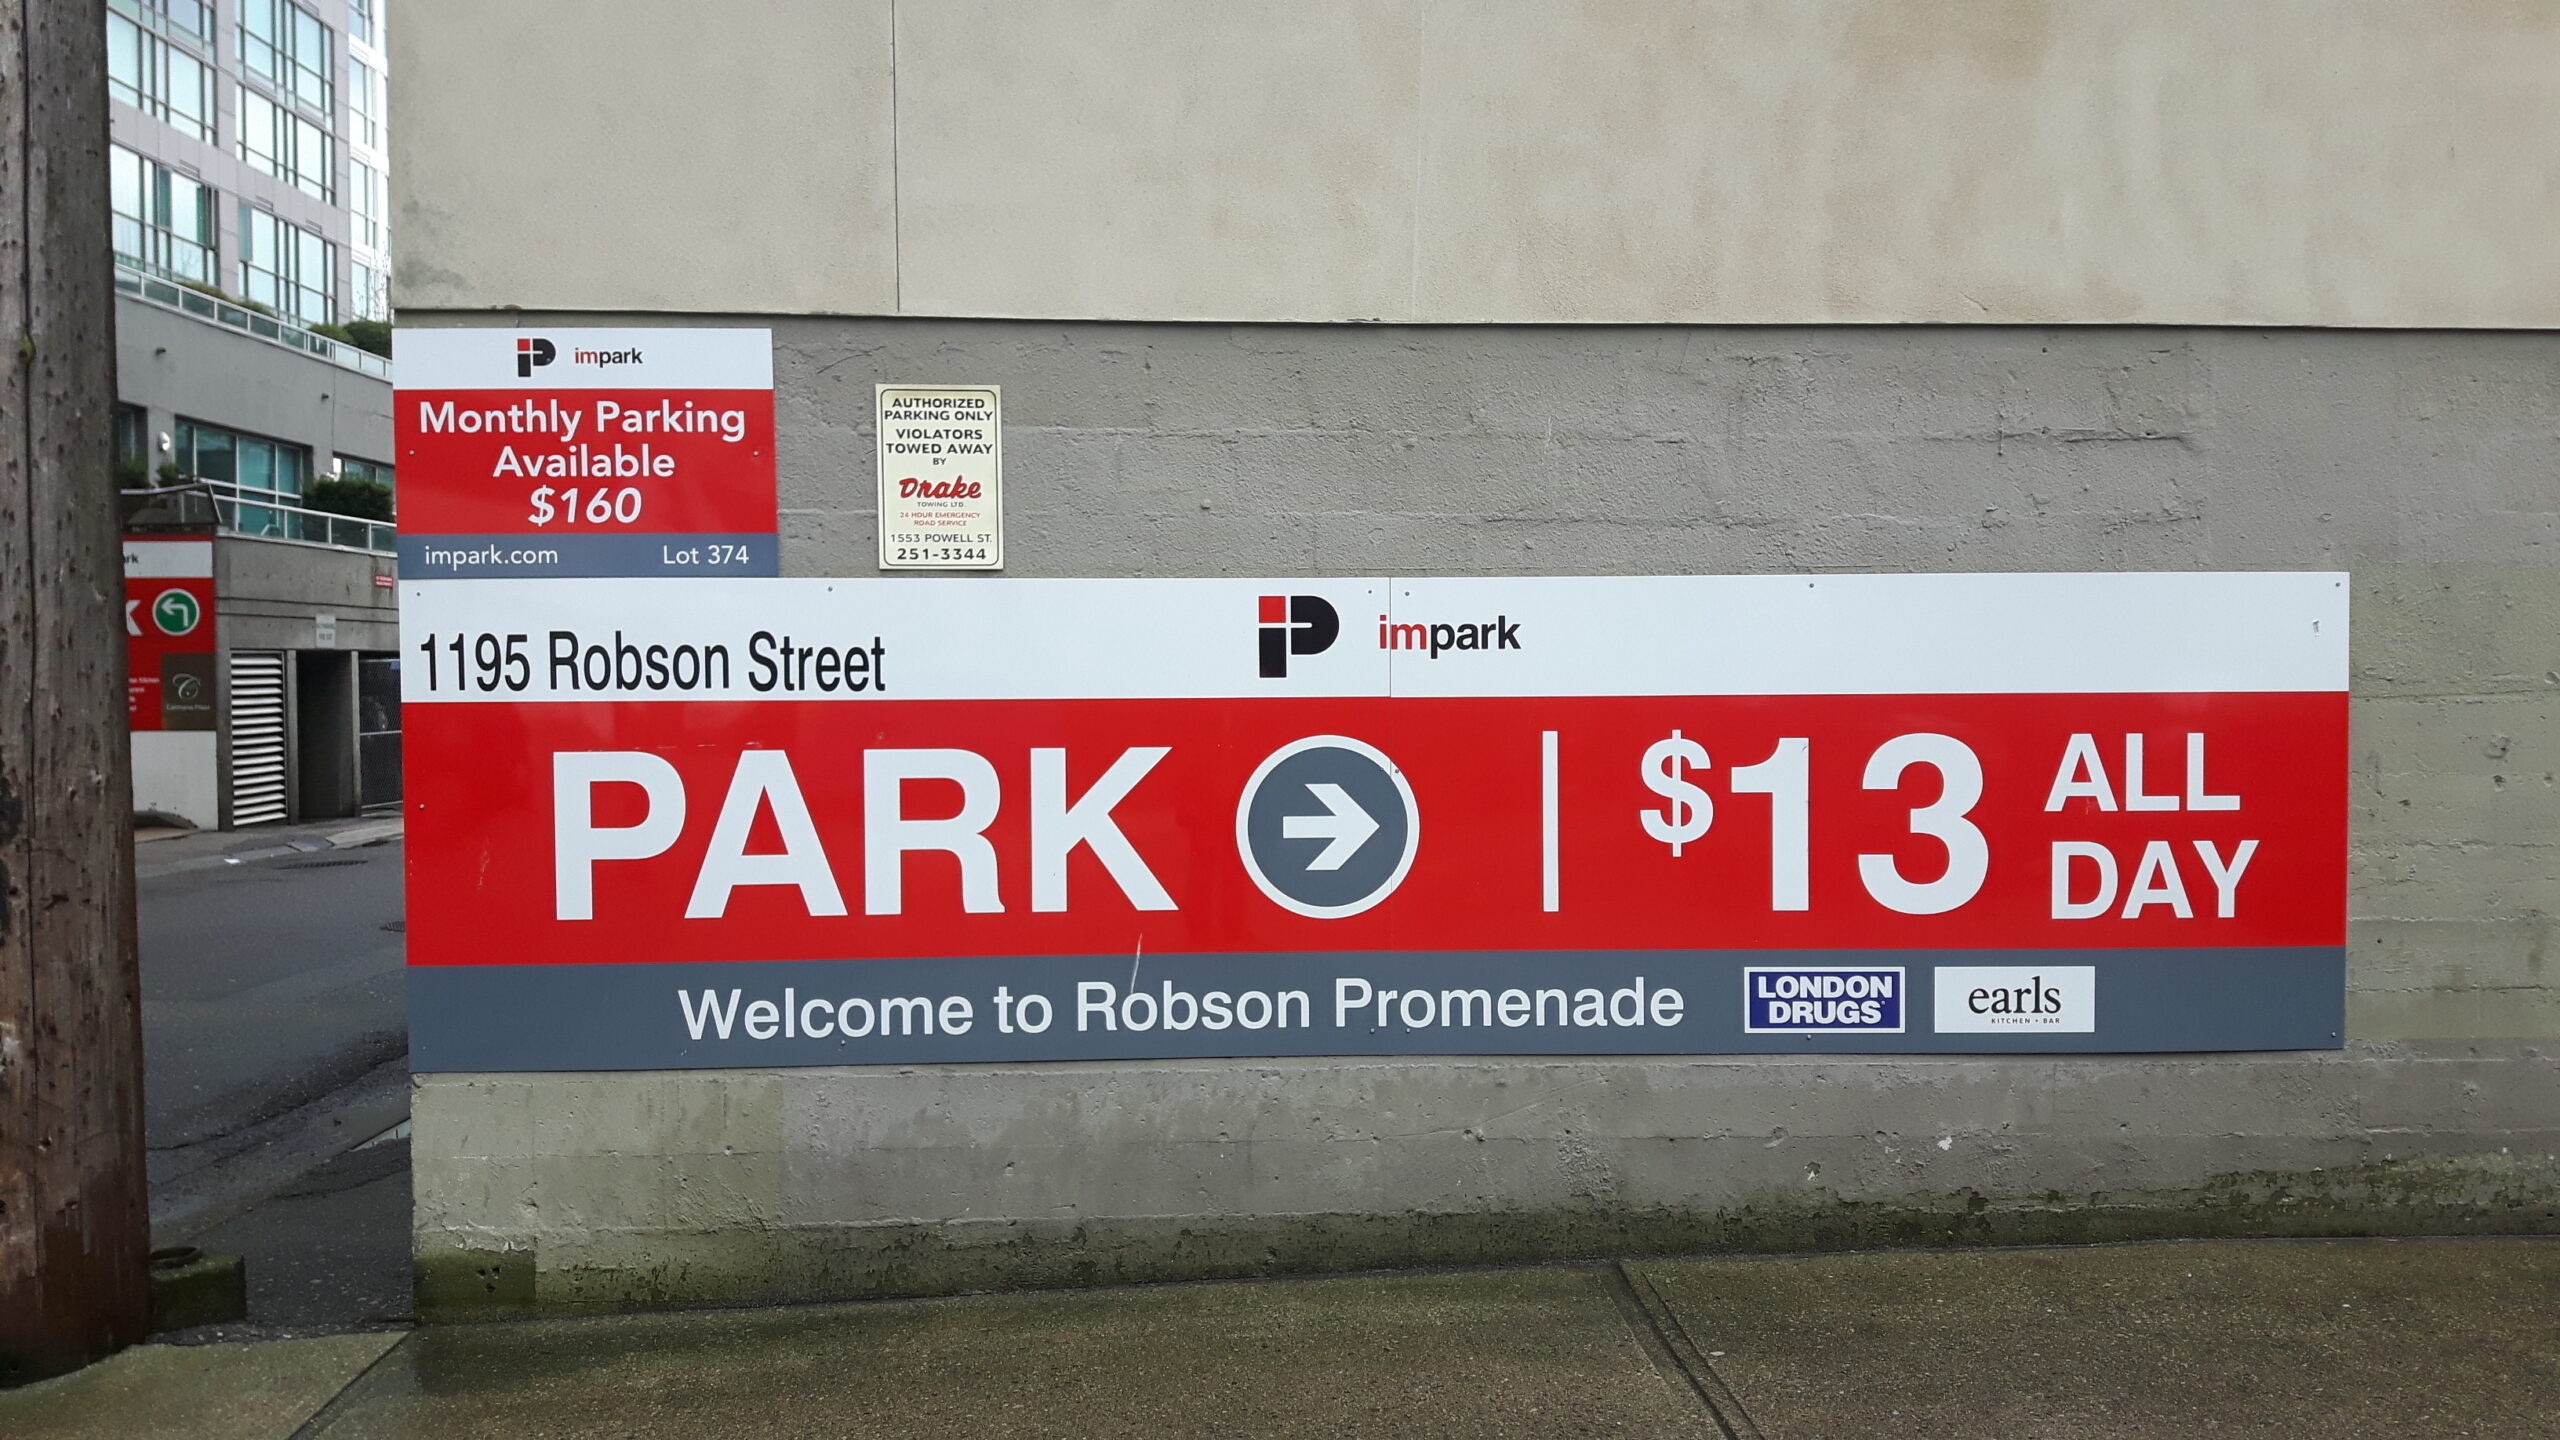 impark
Monthly Parking
Available
$160
impark.com Lot 374
AUTHORIZED
PARKING ONLY
VIOLATORS
TOWED AWAY
BY
Drake
TOWING LTD.
24 HOUR EMERGENCY
ROAD SERVICE
1553 POWELL ST.
251-3344
1195 Robson Street
impark
PARK
$13 ALL
DAY
Welcome to Robson Promenade
LONDON
DRUGS
earls
KITCHEN + BAR